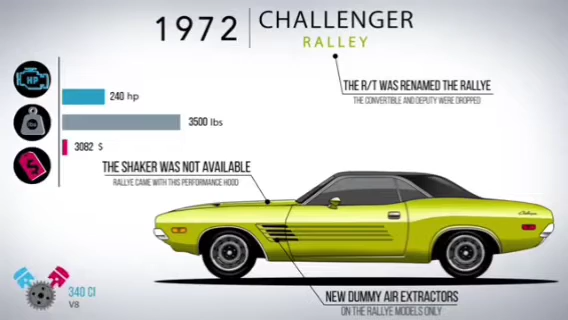 1972
CHALLENGER
RALLEY
THE R/T WAS RENAMED THE RALLYE
THE CONVERTIBLE AND DEPUTY WERE DROPPED
HP
240 hp
lbs
3500 lbs
$
3082 $
THE SHAKER WAS NOT AVAILABLE
RALLYE CAME WITH THIS PERFORMANCE HOOD
Challenger
340 CI
V8
NEW DUMMY AIR EXTRACTORS
ON THE RALLYE MODELS ONLY